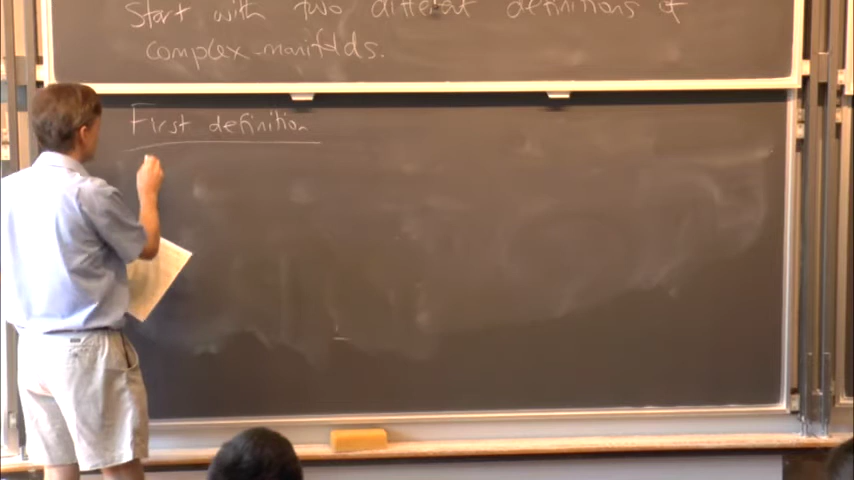 Start with two different definitions of
complex-manifolds.
First definition